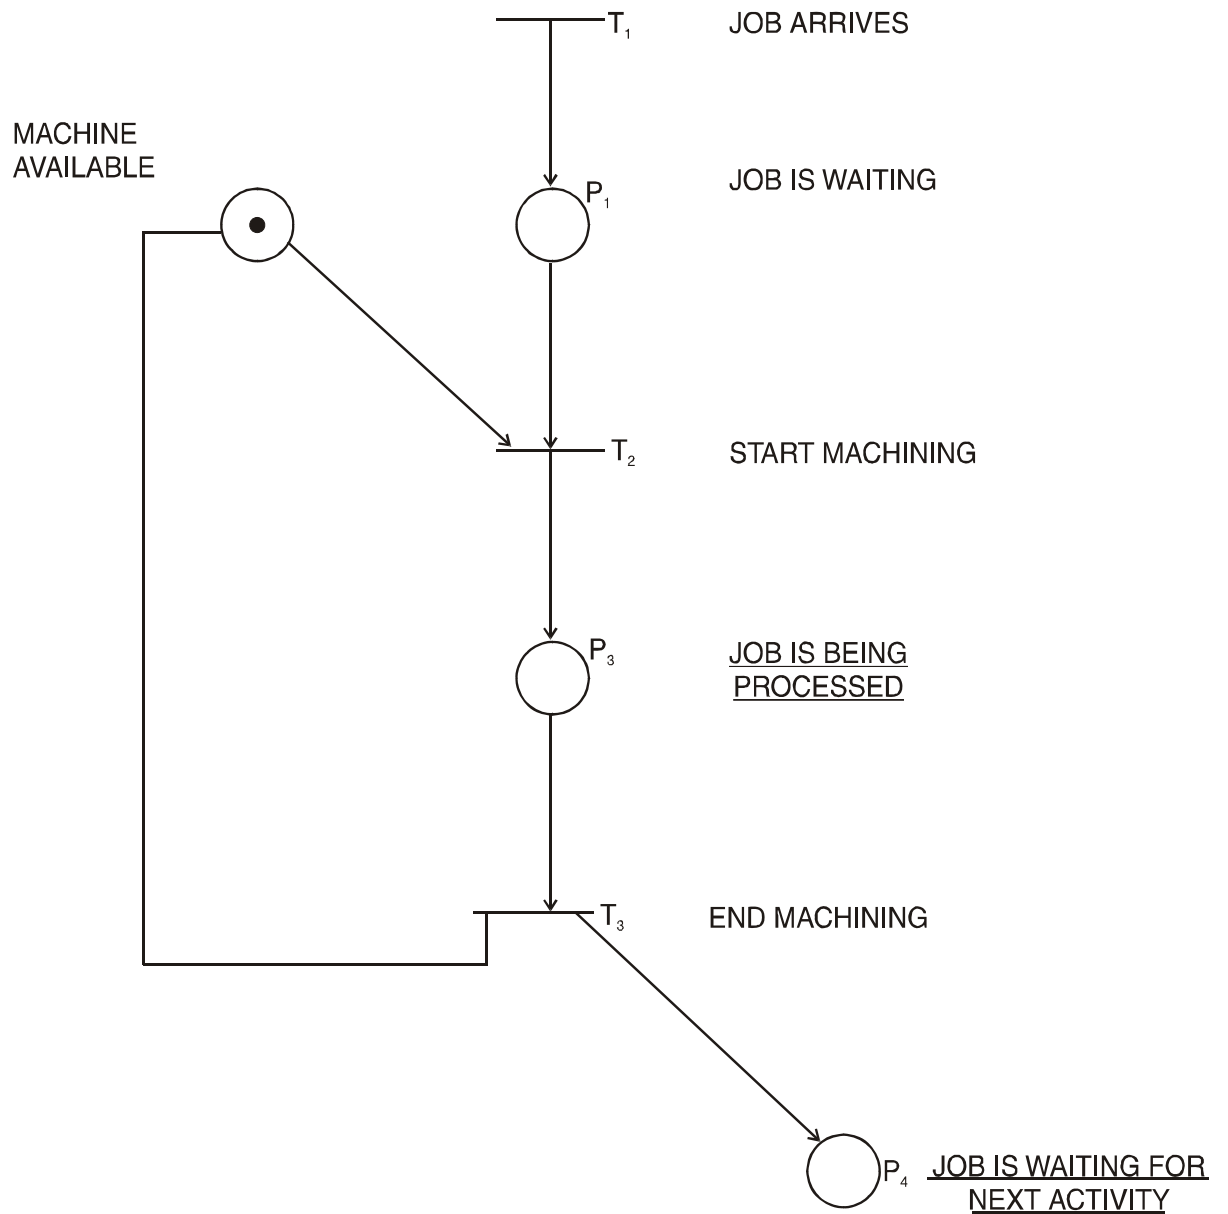 T₁ JOB ARRIVES
MACHINE
AVAILABLE
P₁ JOB IS WAITING
T₂ START MACHINING
P₃ JOB IS BEING
PROCESSED
T₃ END MACHINING
P₄ JOB IS WAITING FOR
NEXT ACTIVITY